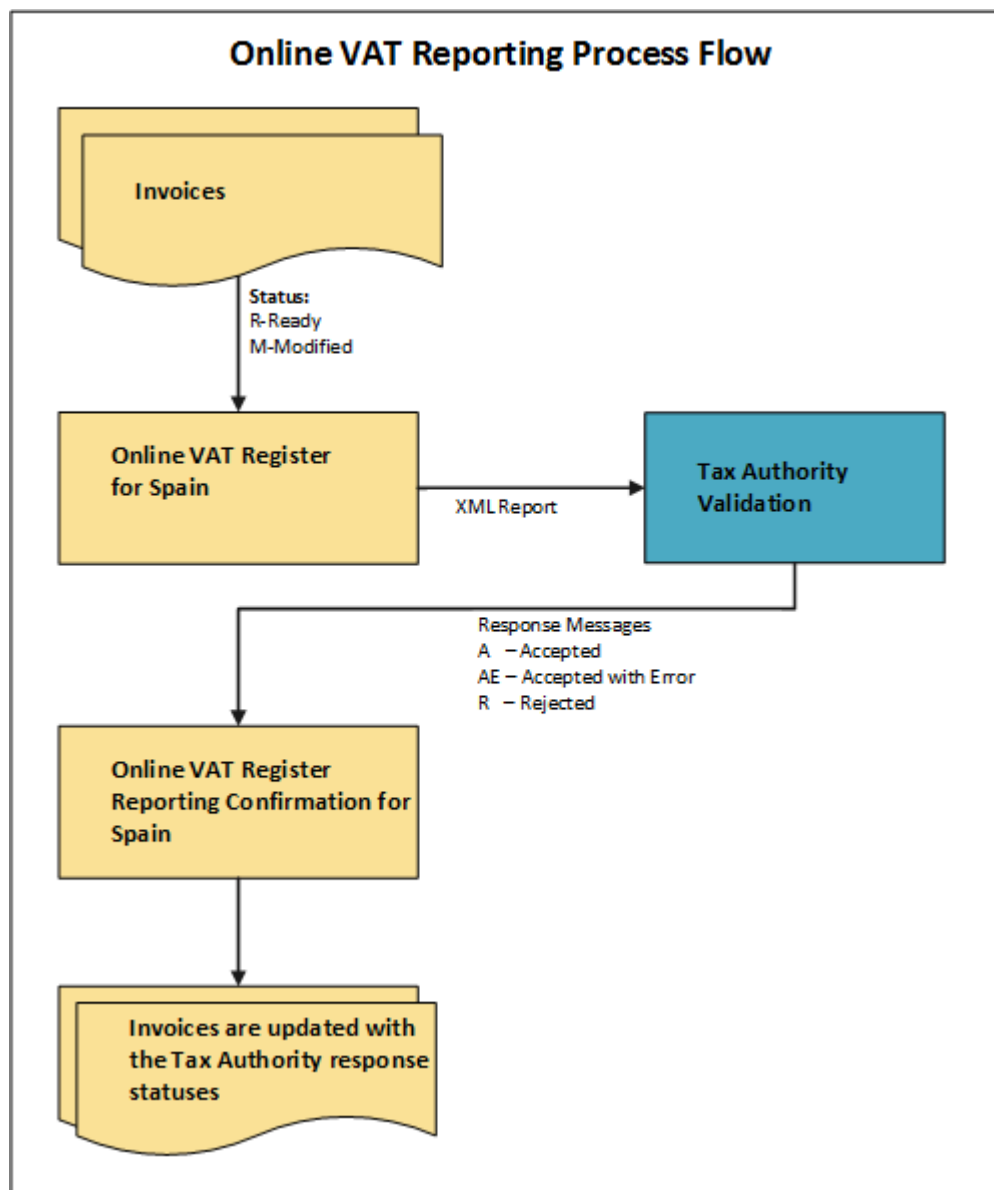 Online VAT Reporting Process Flow
Invoices
Status:
R-Ready
M-Modified
Online VAT Register
for Spain
XML Report
Tax Authority
Validation
Response Messages
A – Accepted
AE – Accepted with Error
R – Rejected
Online VAT Register
Reporting Confirmation for
Spain
Invoices are updated with
the Tax Authority response
statuses